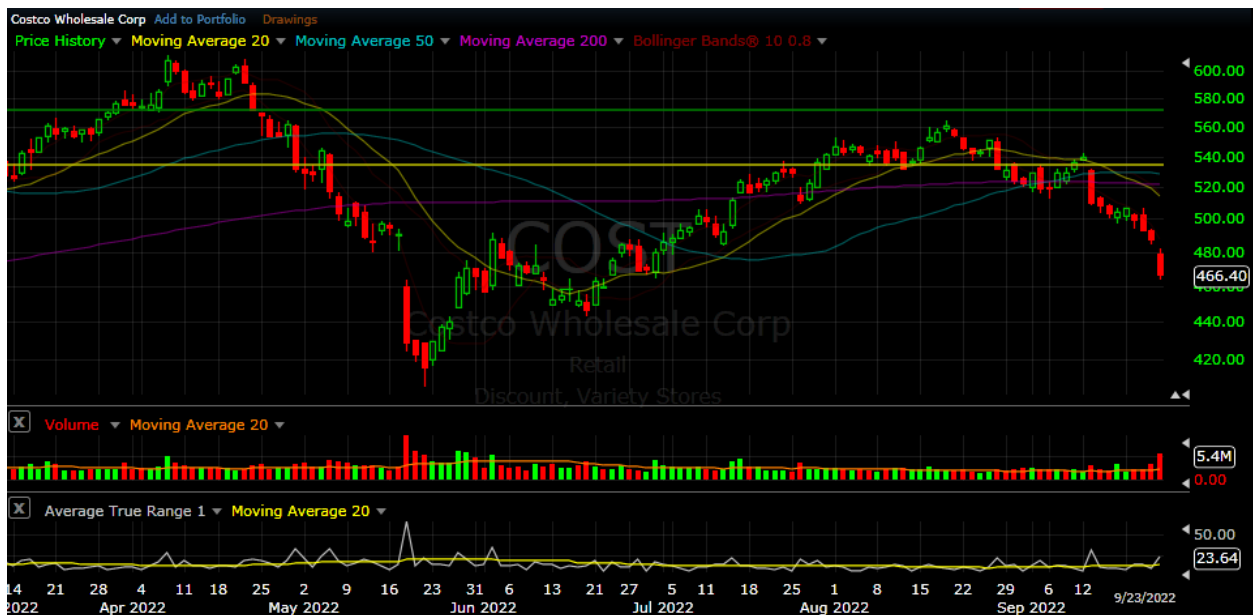 Costco Wholesale Corp Add to Portfolio Drawings
Price History Moving Average 20 Moving Average 50 Moving Average 200 Bollinger Bands® 10 0.8
600.00
580.00
560.00
540.00
520.00
500.00
480.00
466.40
460.00
440.00
420.00
COST
Costco Wholesale Corp
Retail
Discount, Variety Stores
X Volume Moving Average 20
5.4M
0.00
X Average True Range 1 Moving Average 20
50.00
23.64
14 21 28 4 11 18 25 2 9 16 23 31 6 13 21 27 5 11 18 25 1 8 15 22 29 6 12 9/23/2022
2022 Apr 2022 May 2022 Jun 2022 Jul 2022 Aug 2022 Sep 2022